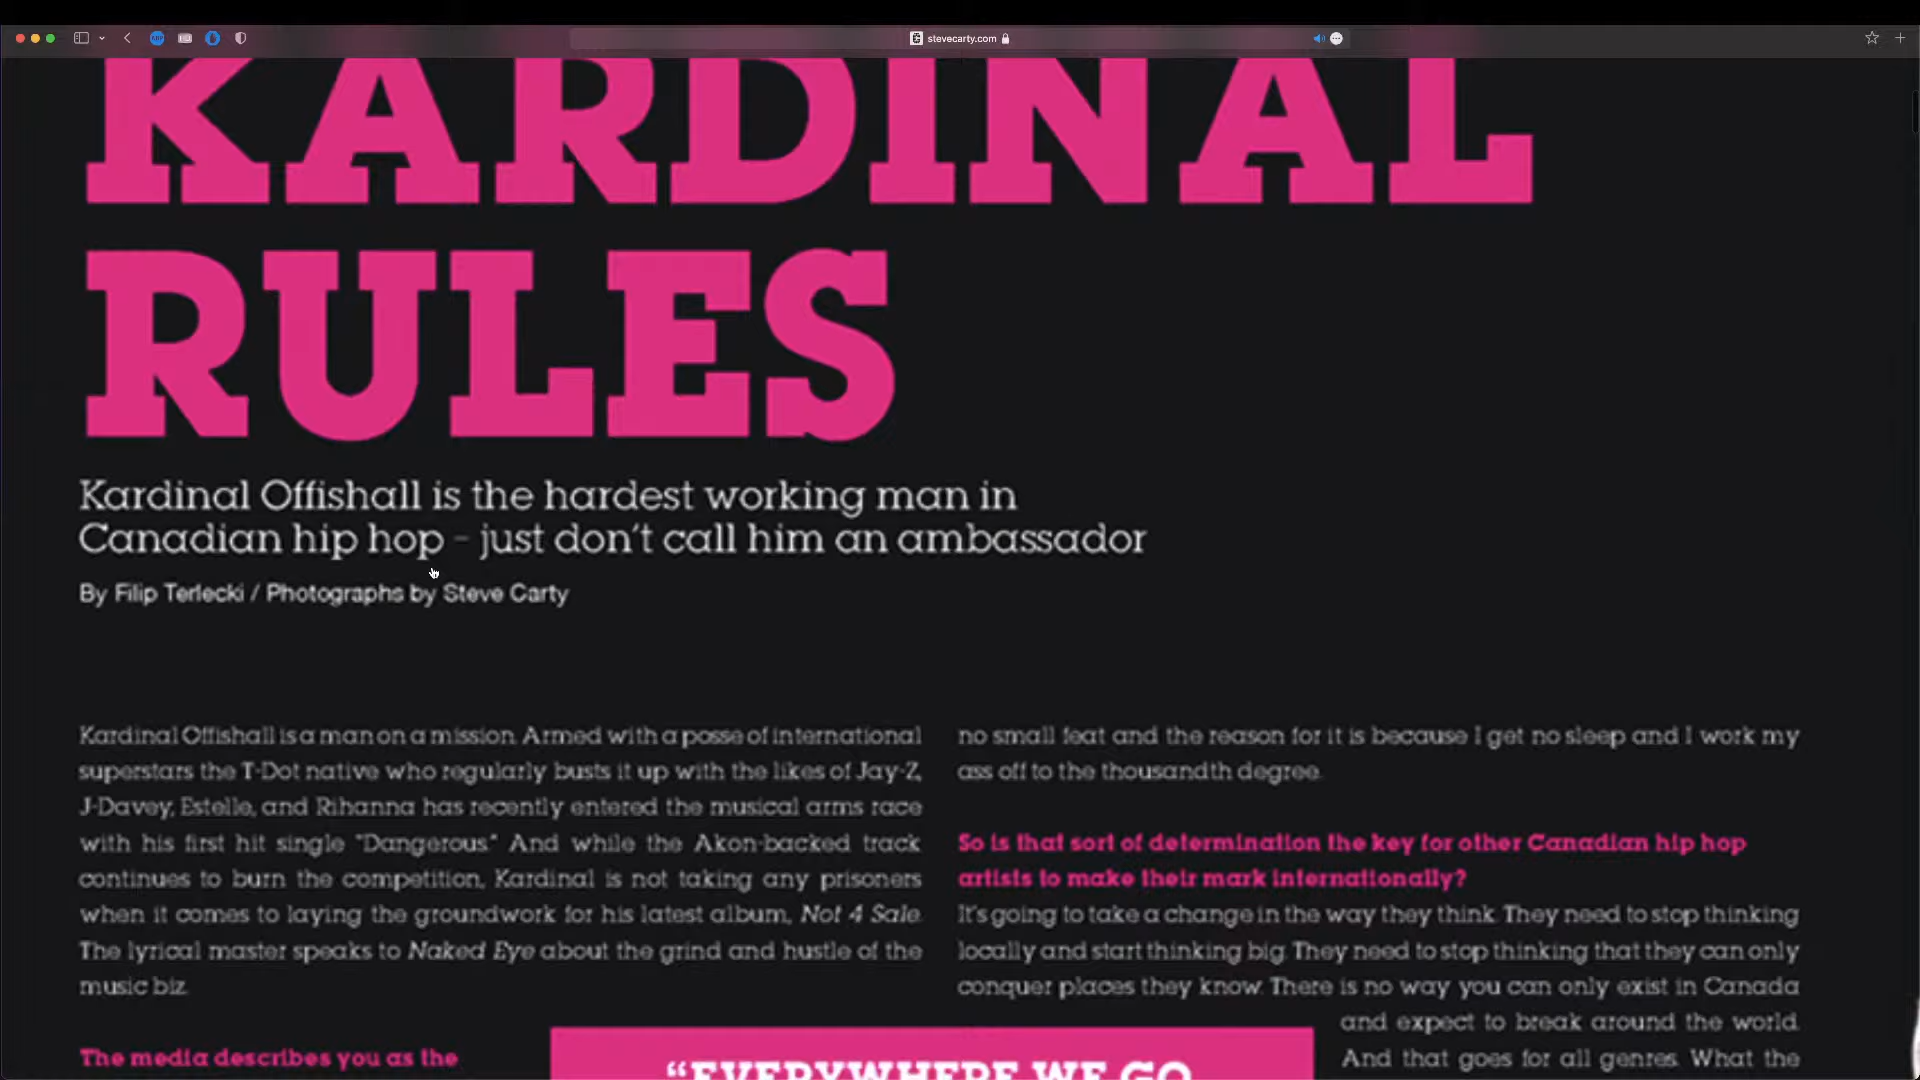 stevecarty.com
KARDINAL
RULES
Kardinal Offishall is the hardest working man in
Canadian hip hop - just don't call him an ambassador
By Filip Terlecki / Photographs by Steve Carty
Kardinal Offishall is a man on a mission. Armed with a posse of international
superstars the T-Dot native who regularly busts it up with the likes of Jay-Z,
J-Davey, Estelle, and Rihanna has recently entered the musical arms race
with his first hit single "Dangerous." And while the Akon-backed track
continues to burn the competition, Kardinal is not taking any prisoners
when it comes to laying the groundwork for his latest album, Not 4 Sale.
The lyrical master speaks to Naked Eye about the grind and hustle of the
music biz.
The media describes you as the
no small feat and the reason for it is because I get no sleep and I work my
ass off to the thousandth degree.
So is that sort of determination the key for other Canadian hip hop
artists to make their mark internationally?
It's going to take a change in the way they think. They need to stop thinking
locally and start thinking big. They need to stop thinking that they can only
conquer places they know. There is no way you can only exist in Canada
and expect to break around the world.
And that goes for all genres. What the
"EVERYWHERE WE GO